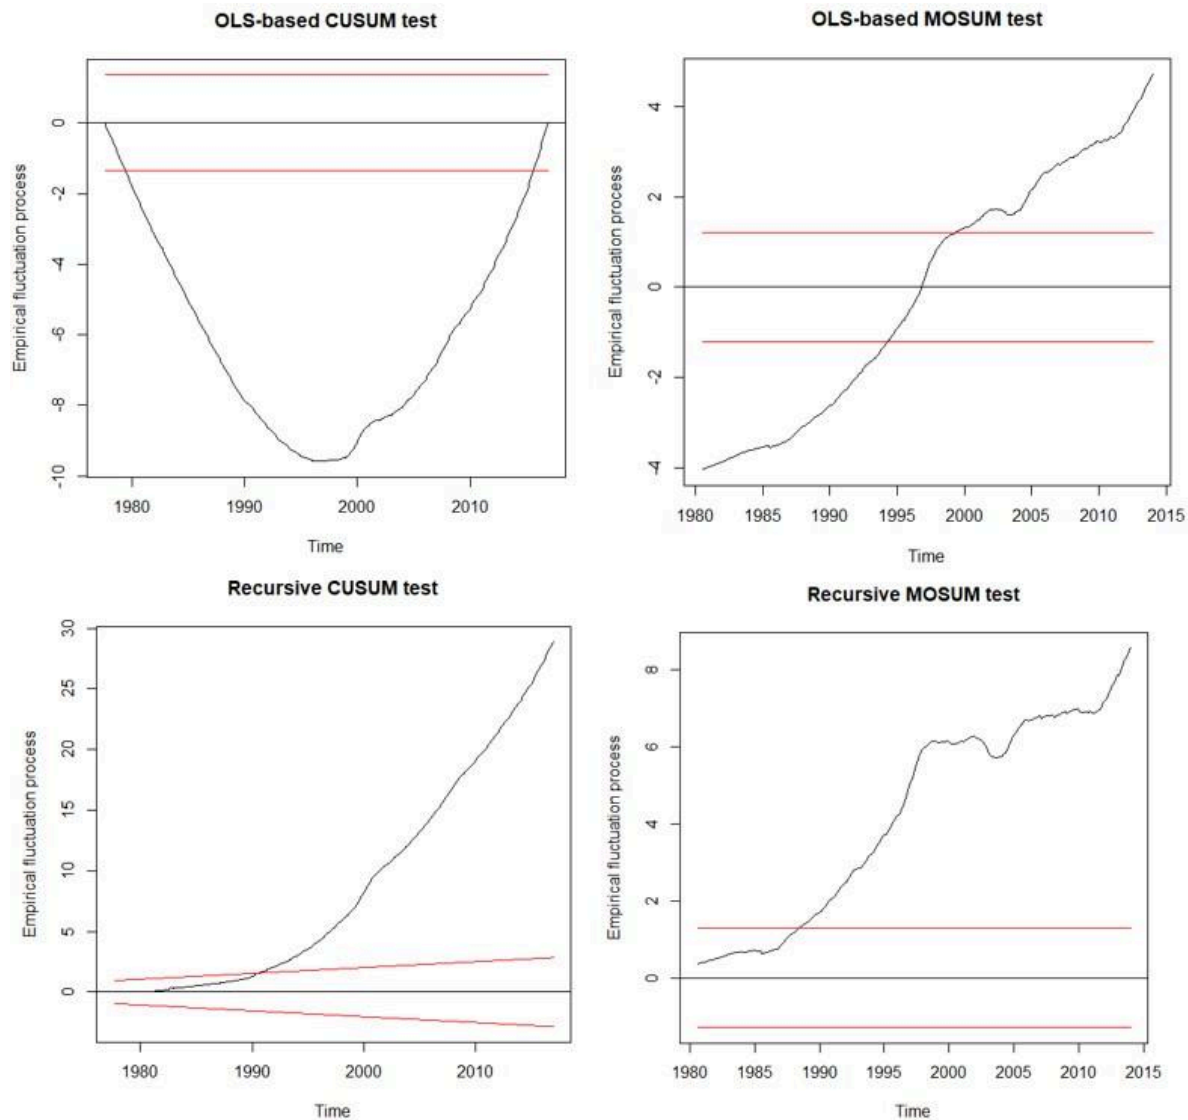 OLS-based CUSUM test
Empirical fluctuation process
0
-2
-4
-6
-8
-10
1980 1990 2000 2010
Time
OLS-based MOSUM test
Empirical fluctuation process
4
2
0
-2
-4
1980 1985 1990 1995 2000 2005 2010 2015
Time
Recursive CUSUM test
Empirical fluctuation process
30
25
20
15
10
5
0
1980 1990 2000 2010
Time
Recursive MOSUM test
Empirical fluctuation process
8
6
4
2
0
1980 1985 1990 1995 2000 2005 2010 2015
Time